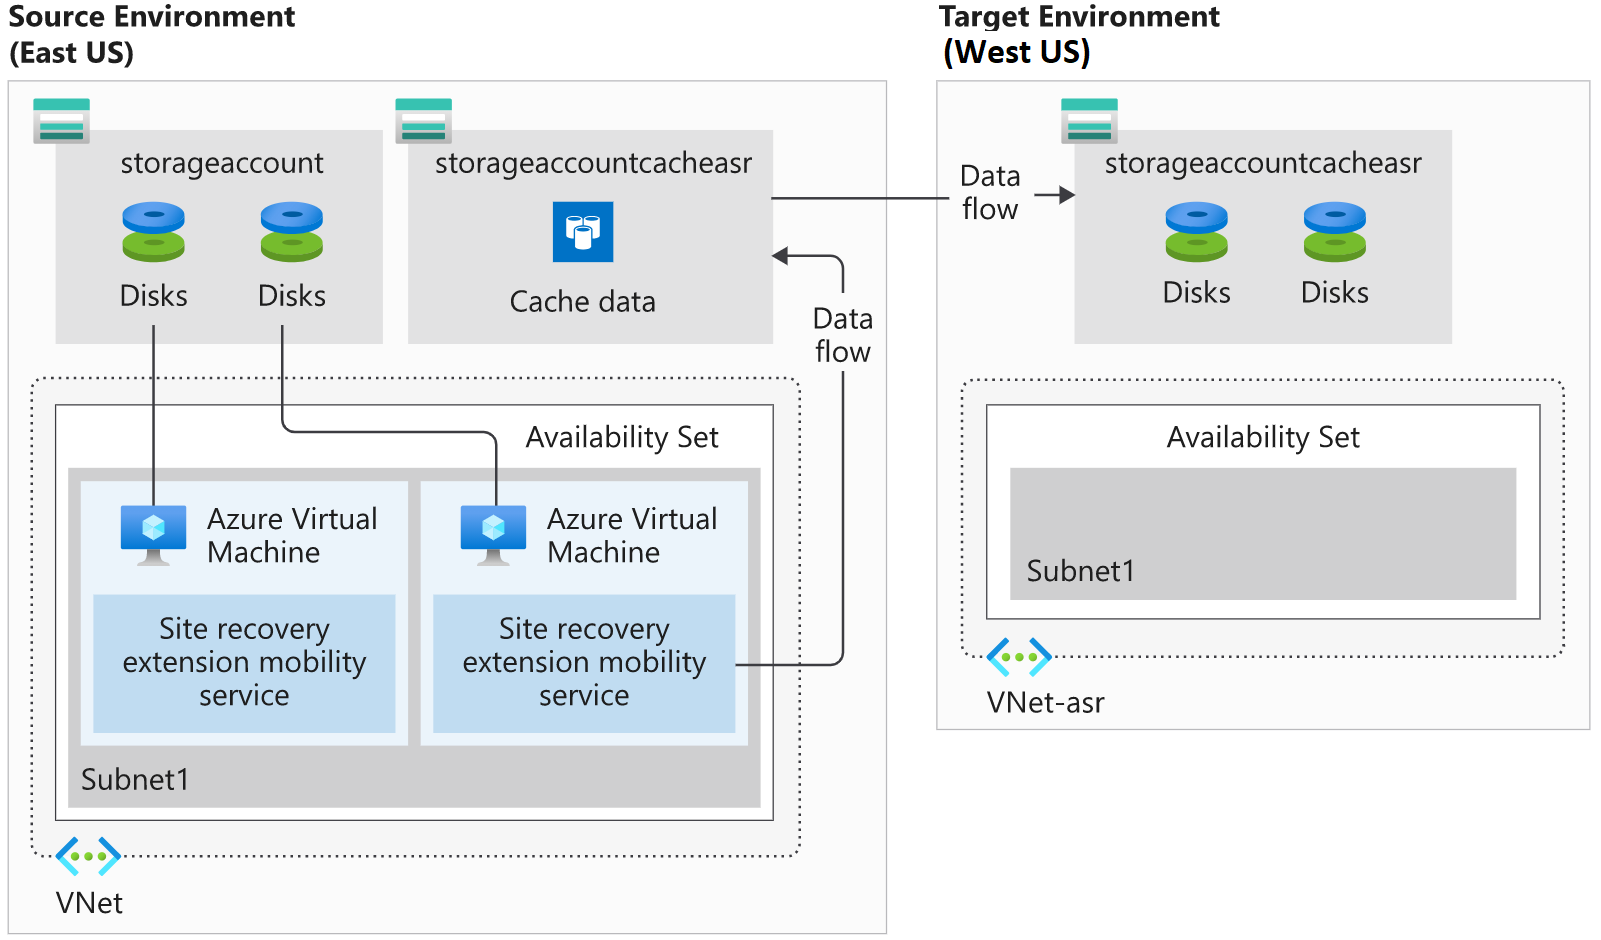 Source Environment
(East US)
Target Environment
(West US)
storageaccount
Disks
Disks
storageaccountcacheasr
Cache data
Data
flow
Data
flow
storageaccountcacheasr
Disks
Disks
Availability Set
Azure Virtual
Machine
Site recovery
extension mobility
service
Azure Virtual
Machine
Site recovery
extension mobility
service
Subnet1
VNet
Availability Set
Subnet1
VNet-asr